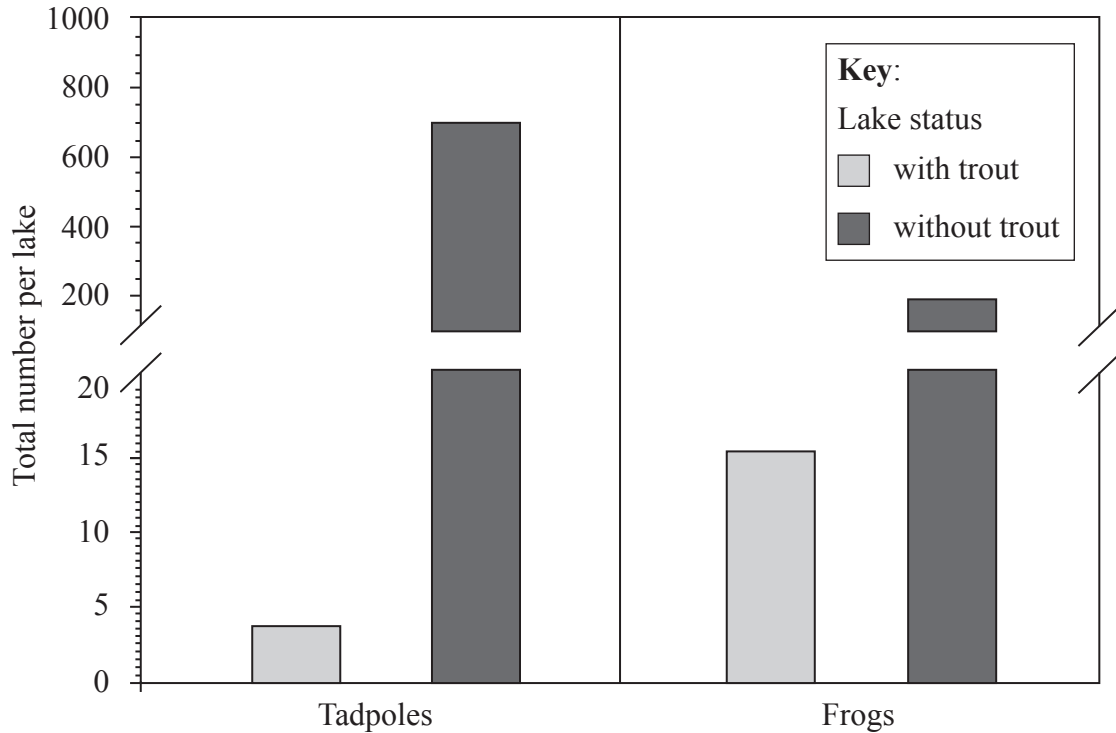 Total number per lake
1000
800
600
400
200
20
15
10
5
0
Key:
Lake status
with trout
without trout
Tadpoles
Frogs